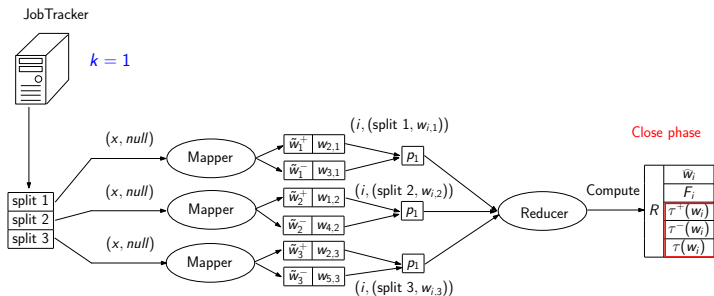 JobTracker
k = 1
Close phase
(x, null)
Mapper
w̃₁⁺ w₂,₁
w̃₁⁻ w₃,₁
(i, (split 1, wᵢ,₁))
p₁
split 1
split 2
split 3
(x, null)
Mapper
w̃₂⁺ w₁,₂
w̃₂⁻ w₄,₂
(i, (split 2, wᵢ,₂))
p₁
(x, null)
Mapper
w̃₃⁺ w₂,₃
w̃₃⁻ w₅,₃
(i, (split 3, wᵢ,₃))
p₁
Reducer
Compute
R
w̄ᵢ
Fᵢ
τ⁺(wᵢ)
τ⁻(wᵢ)
τ(wᵢ)